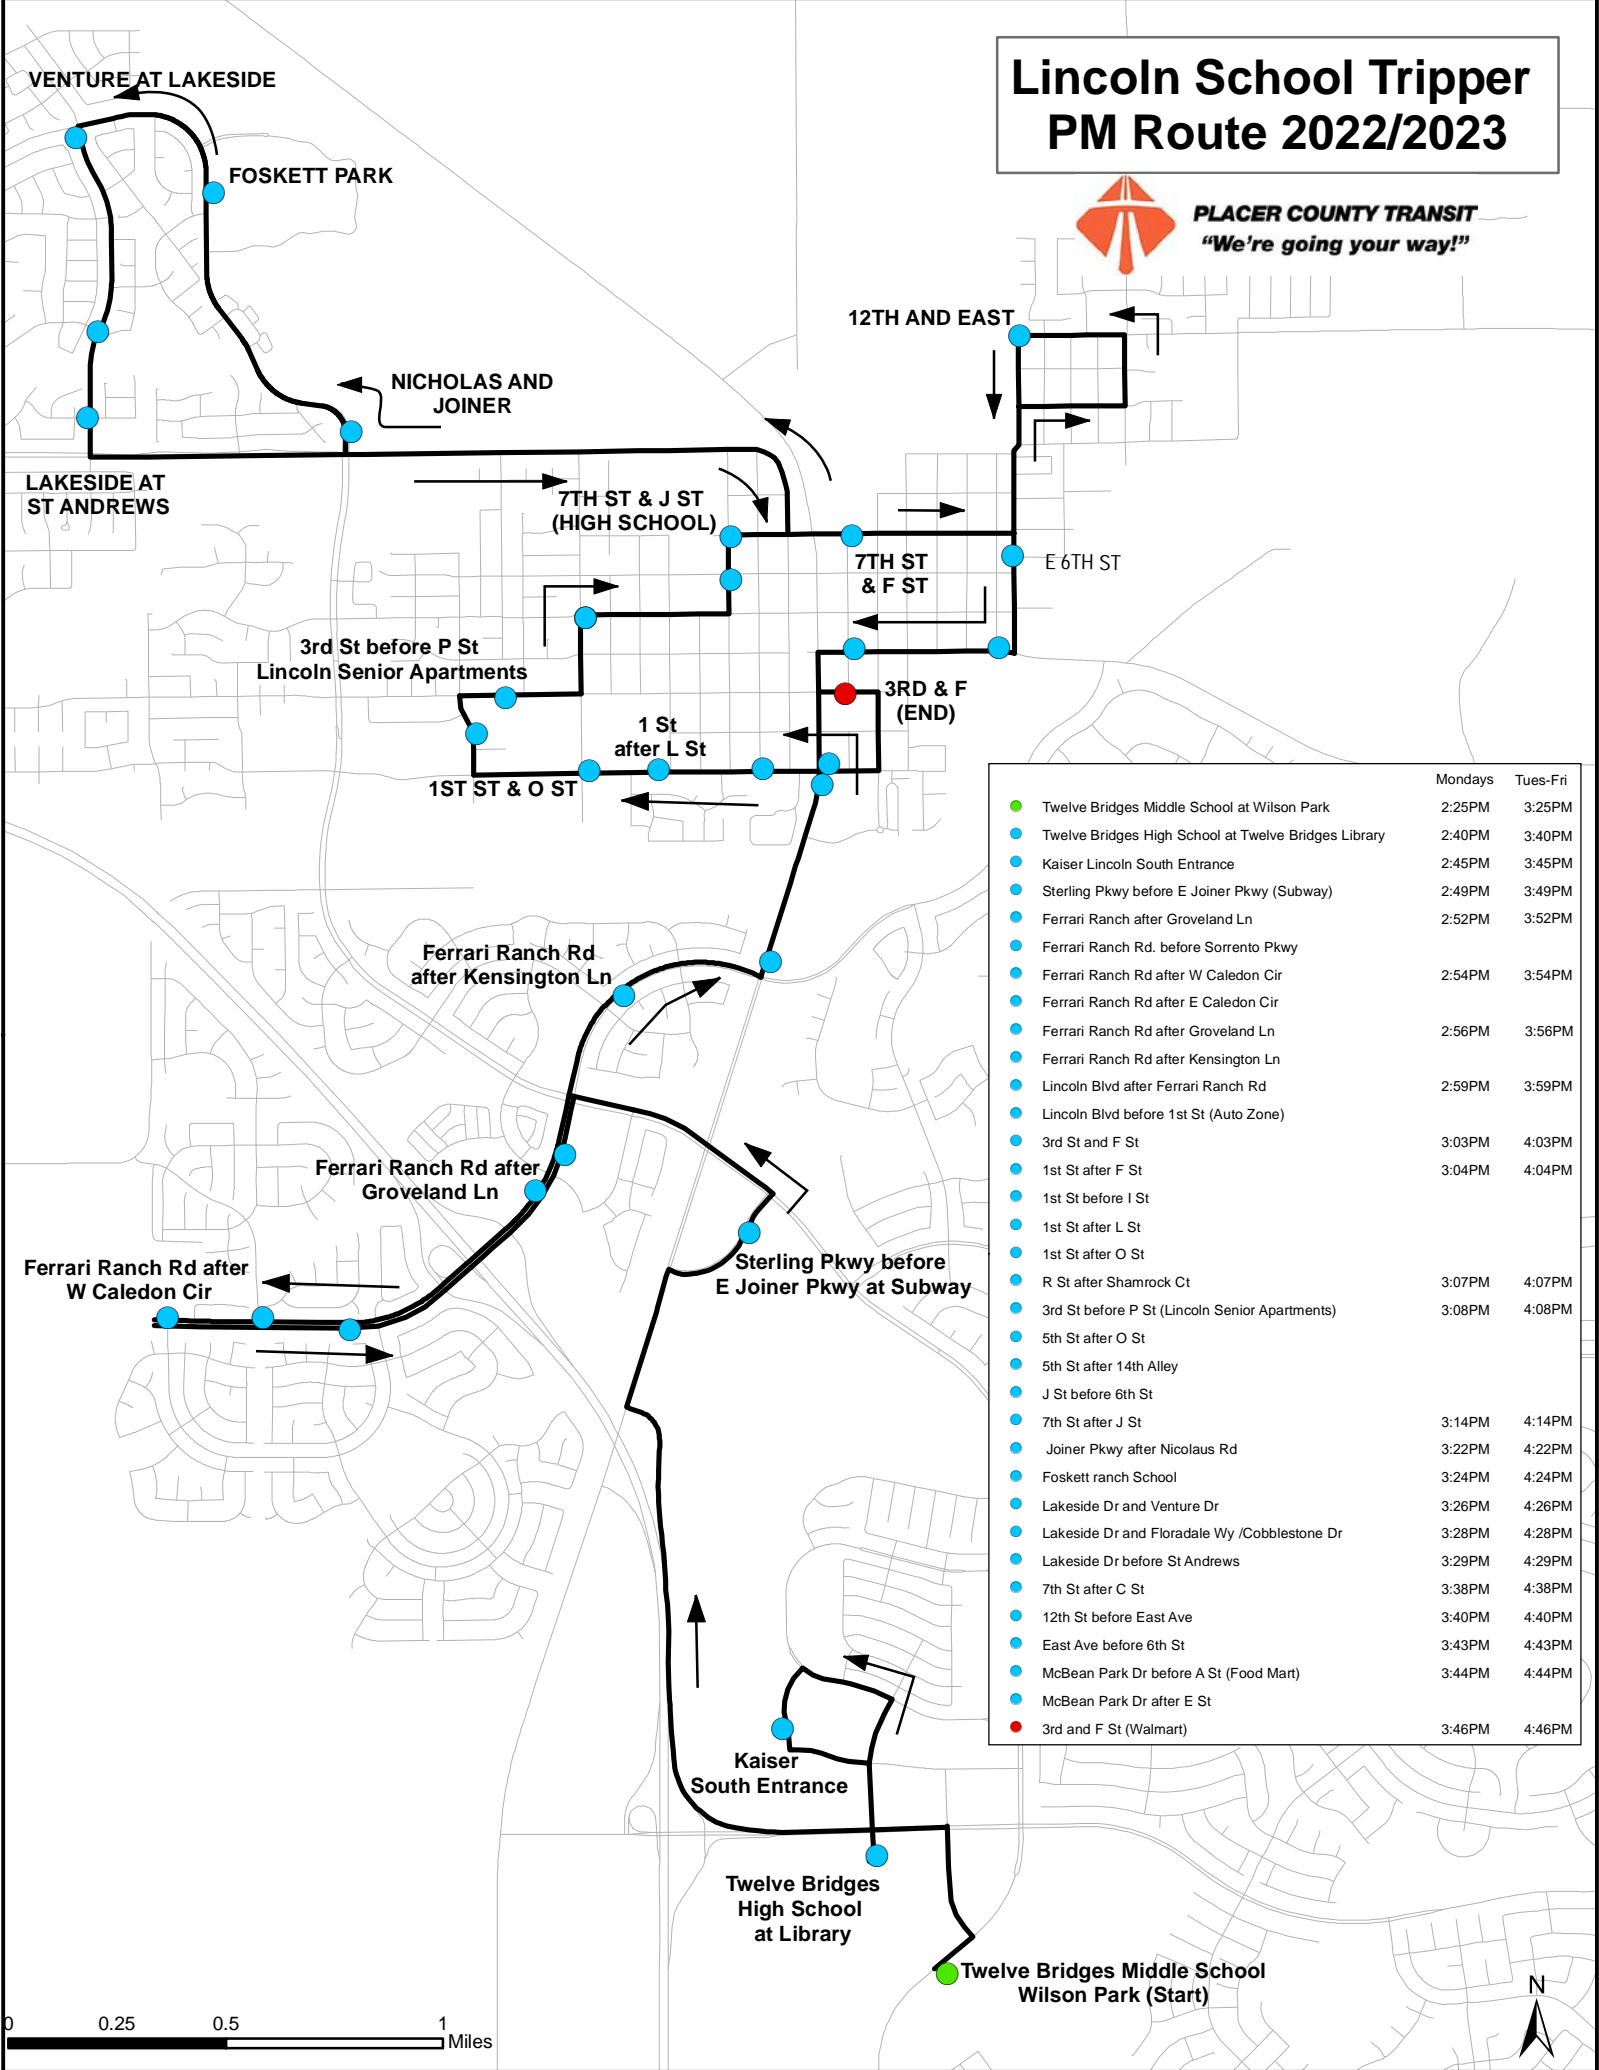 Lincoln School Tripper
PM Route 2022/2023
PLACER COUNTY TRANSIT
“We’re going your way!”
VENTURE AT LAKESIDE
FOSKETT PARK
12TH AND EAST
NICHOLAS AND
JOINER
LAKESIDE AT
ST ANDREWS
7TH ST & J ST
(HIGH SCHOOL)
7TH ST
& F ST
E 6TH ST
3rd St before P St
Lincoln Senior Apartments
3RD & F
(END)
1 St
after L St
1ST ST & O ST
Ferrari Ranch Rd
after Kensington Ln
Ferrari Ranch Rd after
Groveland Ln
Ferrari Ranch Rd after
W Caledon Cir
Sterling Pkwy before
E Joiner Pkwy at Subway
Kaiser
South Entrance
Twelve Bridges
High School
at Library
Twelve Bridges Middle School
Wilson Park (Start)
Mondays Tues-Fri
Twelve Bridges Middle School at Wilson Park 2:25PM 3:25PM
Twelve Bridges High School at Twelve Bridges Library 2:40PM 3:40PM
Kaiser Lincoln South Entrance 2:45PM 3:45PM
Sterling Pkwy before E Joiner Pkwy (Subway) 2:49PM 3:49PM
Ferrari Ranch after Groveland Ln 2:52PM 3:52PM
Ferrari Ranch Rd. before Sorrento Pkwy
Ferrari Ranch Rd after W Caledon Cir 2:54PM 3:54PM
Ferrari Ranch Rd after E Caledon Cir
Ferrari Ranch Rd after Groveland Ln 2:56PM 3:56PM
Ferrari Ranch Rd after Kensington Ln
Lincoln Blvd after Ferrari Ranch Rd 2:59PM 3:59PM
Lincoln Blvd before 1st St (Auto Zone)
3rd St and F St 3:03PM 4:03PM
1st St after F St 3:04PM 4:04PM
1st St before I St
1st St after L St
1st St after O St
R St after Shamrock Ct 3:07PM 4:07PM
3rd St before P St (Lincoln Senior Apartments) 3:08PM 4:08PM
5th St after O St
5th St after 14th Alley
J St before 6th St
7th St after J St 3:14PM 4:14PM
Joiner Pkwy after Nicolaus Rd 3:22PM 4:22PM
Foskett ranch School 3:24PM 4:24PM
Lakeside Dr and Venture Dr 3:26PM 4:26PM
Lakeside Dr and Floradale Wy /Cobblestone Dr 3:28PM 4:28PM
Lakeside Dr before St Andrews 3:29PM 4:29PM
7th St after C St 3:38PM 4:38PM
12th St before East Ave 3:40PM 4:40PM
East Ave before 6th St 3:43PM 4:43PM
McBean Park Dr before A St (Food Mart) 3:44PM 4:44PM
McBean Park Dr after E St
3rd and F St (Walmart) 3:46PM 4:46PM
N
0 0.25 0.5 1
Miles